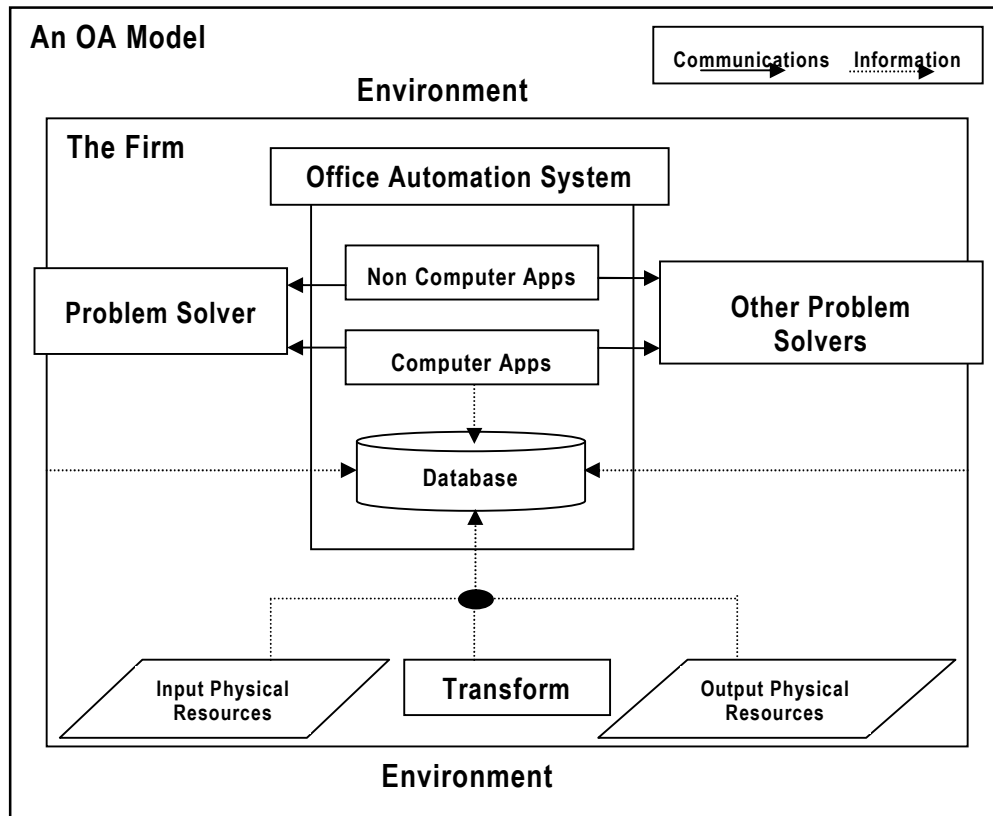 An OA Model
Communications Information
Environment
The Firm
Office Automation System
Non Computer Apps
Problem Solver
Other Problem
Solvers
Computer Apps
Database
Input Physical
Resources
Transform
Output Physical
Resources
Environment